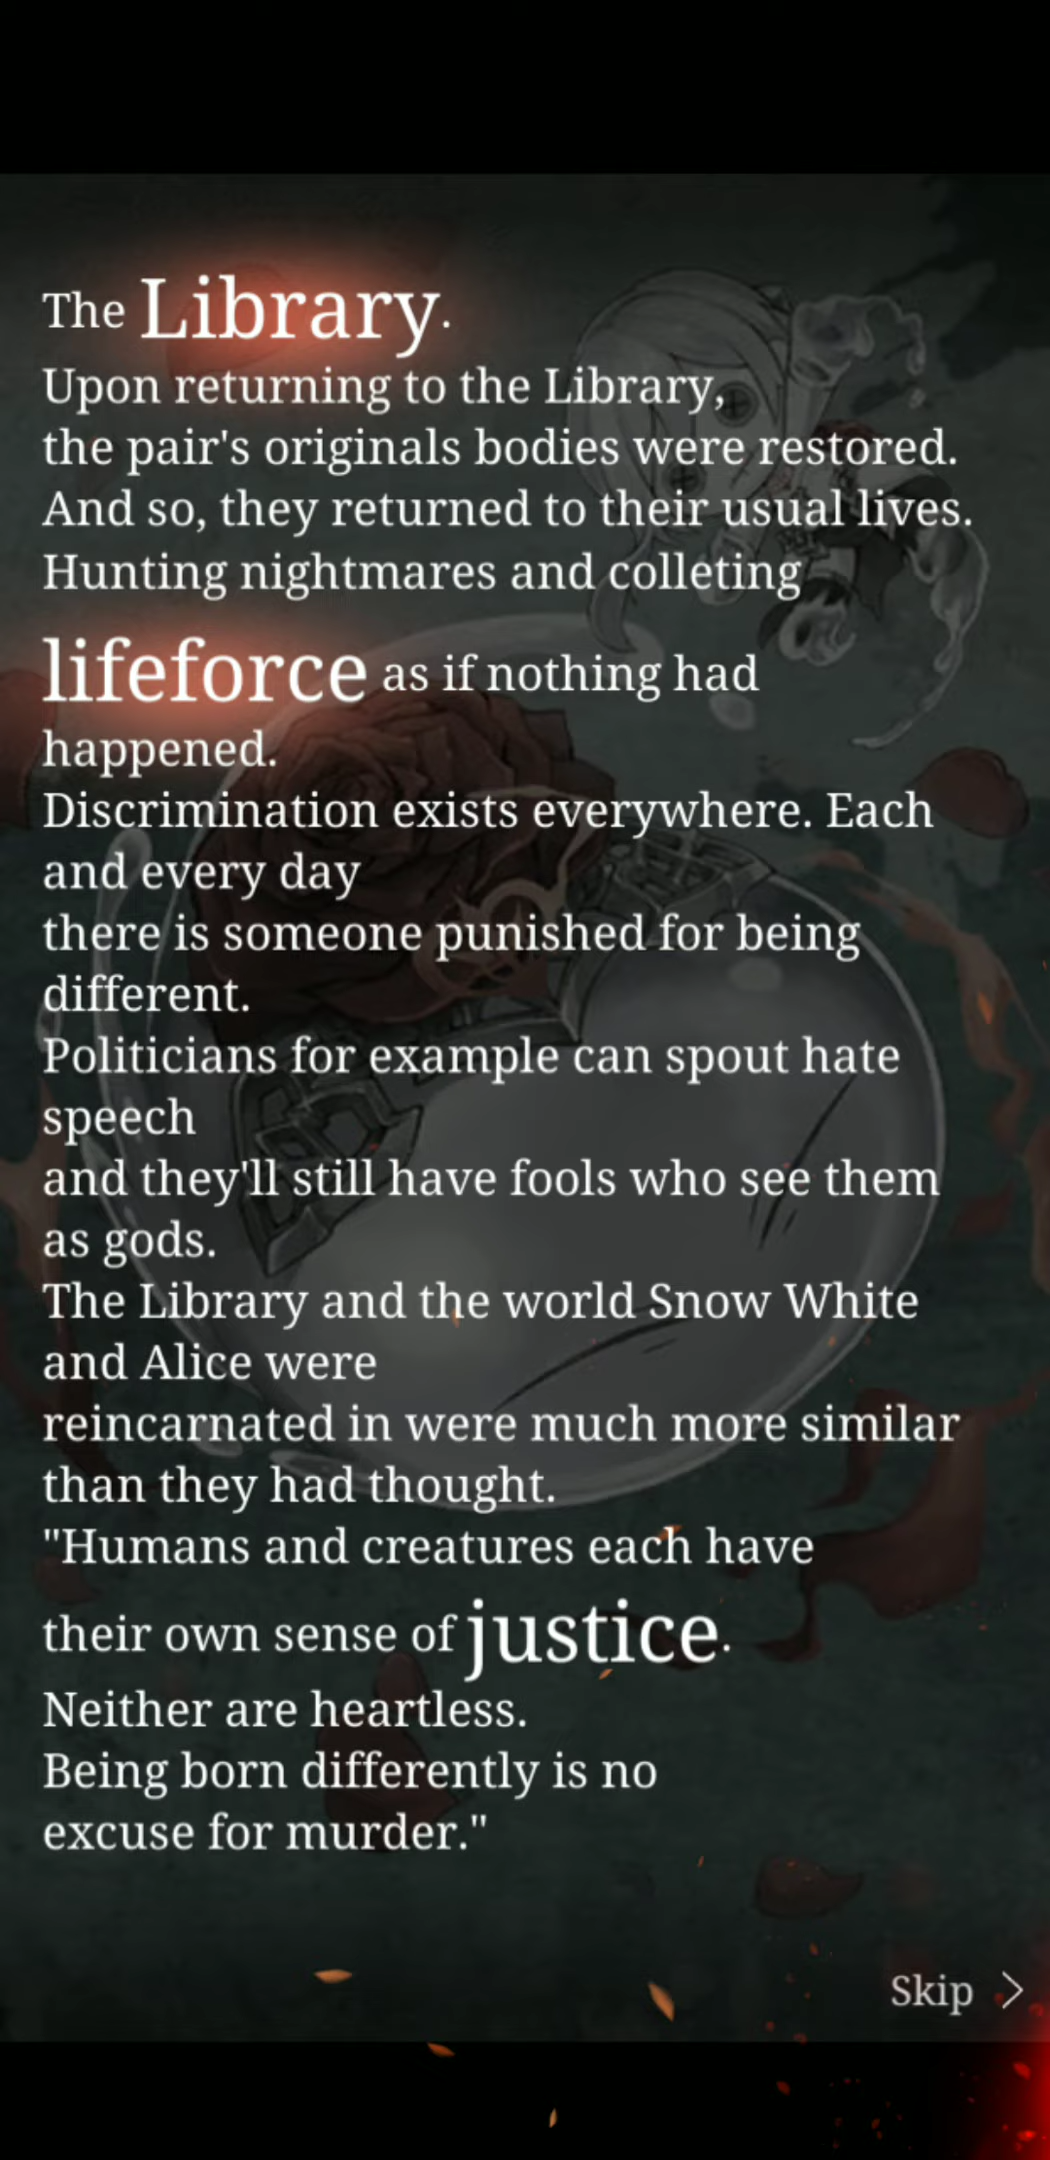 The Library.
Upon returning to the Library,
the pair's originals bodies were restored.
And so, they returned to their usual lives.
Hunting nightmares and colleting
lifeforce as if nothing had
happened.
Discrimination exists everywhere. Each
and every day
there is someone punished for being
different.
Politicians for example can spout hate
speech
and they'll still have fools who see them
as gods.
The Library and the world Snow White
and Alice were
reincarnated in were much more similar
than they had thought.
"Humans and creatures each have
their own sense of justice.
Neither are heartless.
Being born differently is no
excuse for murder."
Skip >